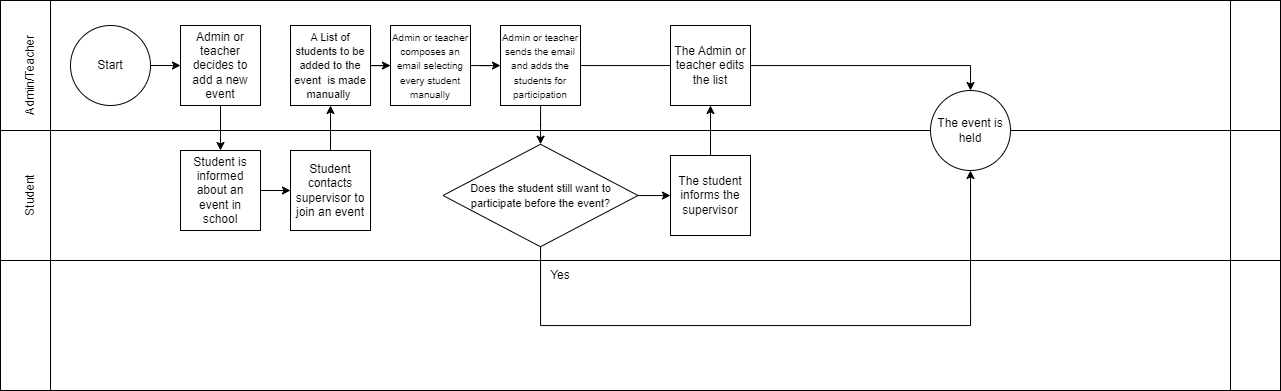 Admin/Teacher
Start
Admin or
teacher
decides to
add a new
event
A List of
students to be
added to the
event is made
manually
Admin or teacher
composes an
email selecting
every student
manually
Admin or teacher
sends the email
and adds the
students for
participation
The Admin or
teacher edits
the list
The event is
held
Student
Student is
informed
about an
event in
school
Student
contacts
supervisor to
join an event
Does the student still want to
participate before the event?
The student
informs the
supervisor
Yes